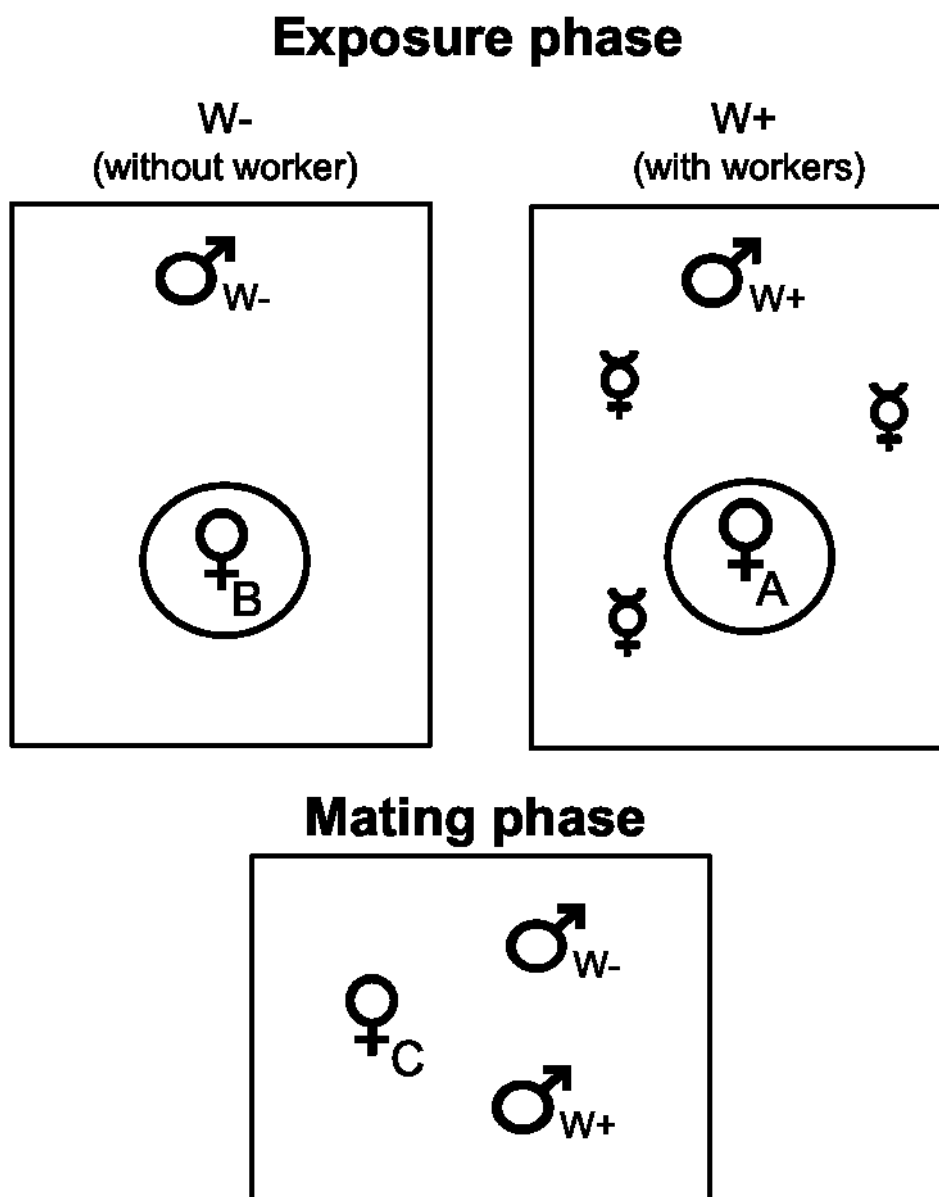 Exposure phase
W-
(without worker)
W+
(with workers)
♂W-
♂W+
☿
☿
♀B
♀A
☿
Mating phase
♂W-
♀C
♂W+